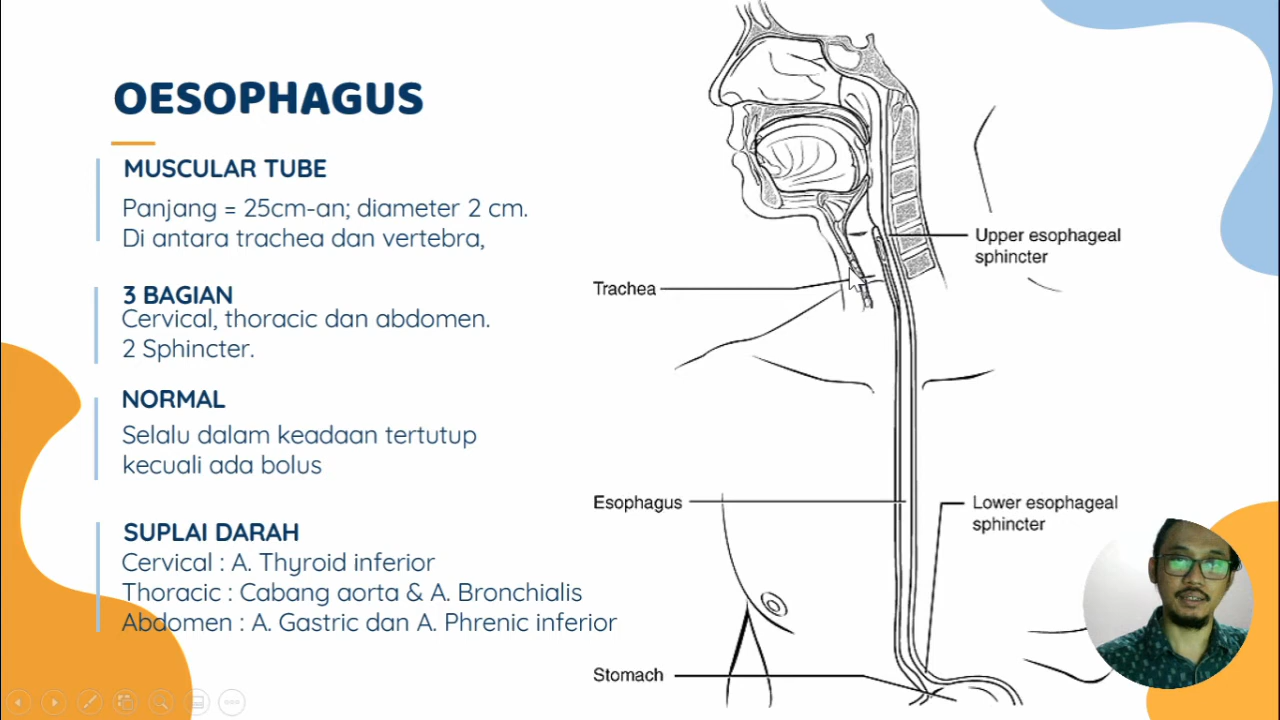 OESOPHAGUS
MUSCULAR TUBE
Panjang = 25cm-an; diameter 2 cm.
Di antara trachea dan vertebra,
3 BAGIAN
Cervical, thoracic dan abdomen.
2 Sphincter.
NORMAL
Selalu dalam keadaan tertutup
kecuali ada bolus
SUPLAI DARAH
Cervical : A. Thyroid inferior
Thoracic : Cabang aorta & A. Bronchialis
Abdomen : A. Gastric dan A. Phrenic inferior
Upper esophageal
sphincter
Trachea
Esophagus
Lower esophageal
sphincter
Stomach